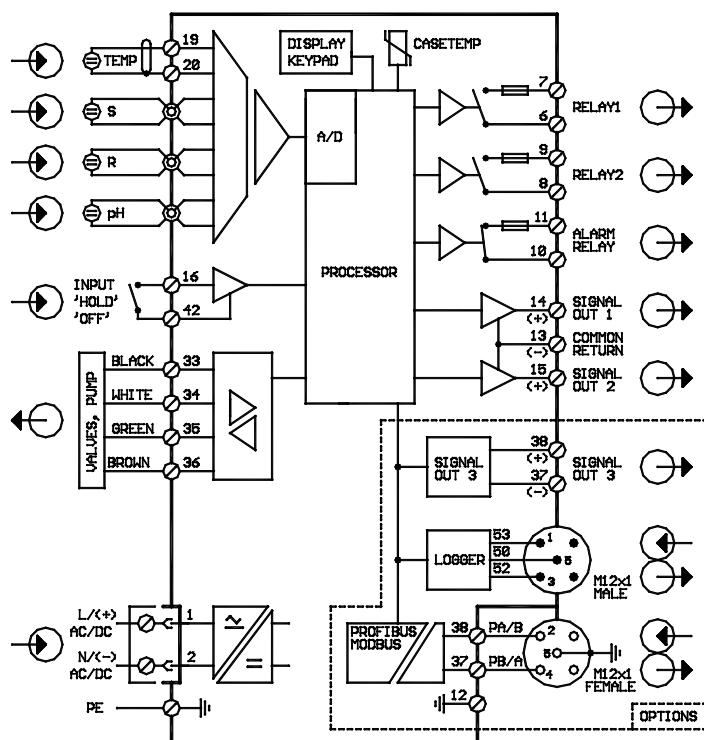 19
TEMP
20
S
R
pH
DISPLAY
KEYPAD
CASETEMP
A/D
PROCESSOR
7
RELAY1
6
9
RELAY2
8
11
ALARM
RELAY
10
INPUT
'HOLD'
'OFF'
16
42
14
(+)
SIGNAL
OUT 1
13
(-)
COMMON
RETURN
15
(+)
SIGNAL
OUT 2
VALVES, PUMP
BLACK
33
WHITE
34
GREEN
35
BROWN
36
SIGNAL
OUT 3
38
(+)
37
(-)
SIGNAL
OUT 3
LOGGER
53
50
52
1
5
3
M12x1
MALE
L/(+)
AC/DC
1
N/(-)
AC/DC
2
PE
PROFIBUS
MODBUS
38
PA/B
37
PB/A
12
2
5
4
M12x1
FEMALE
OPTIONS